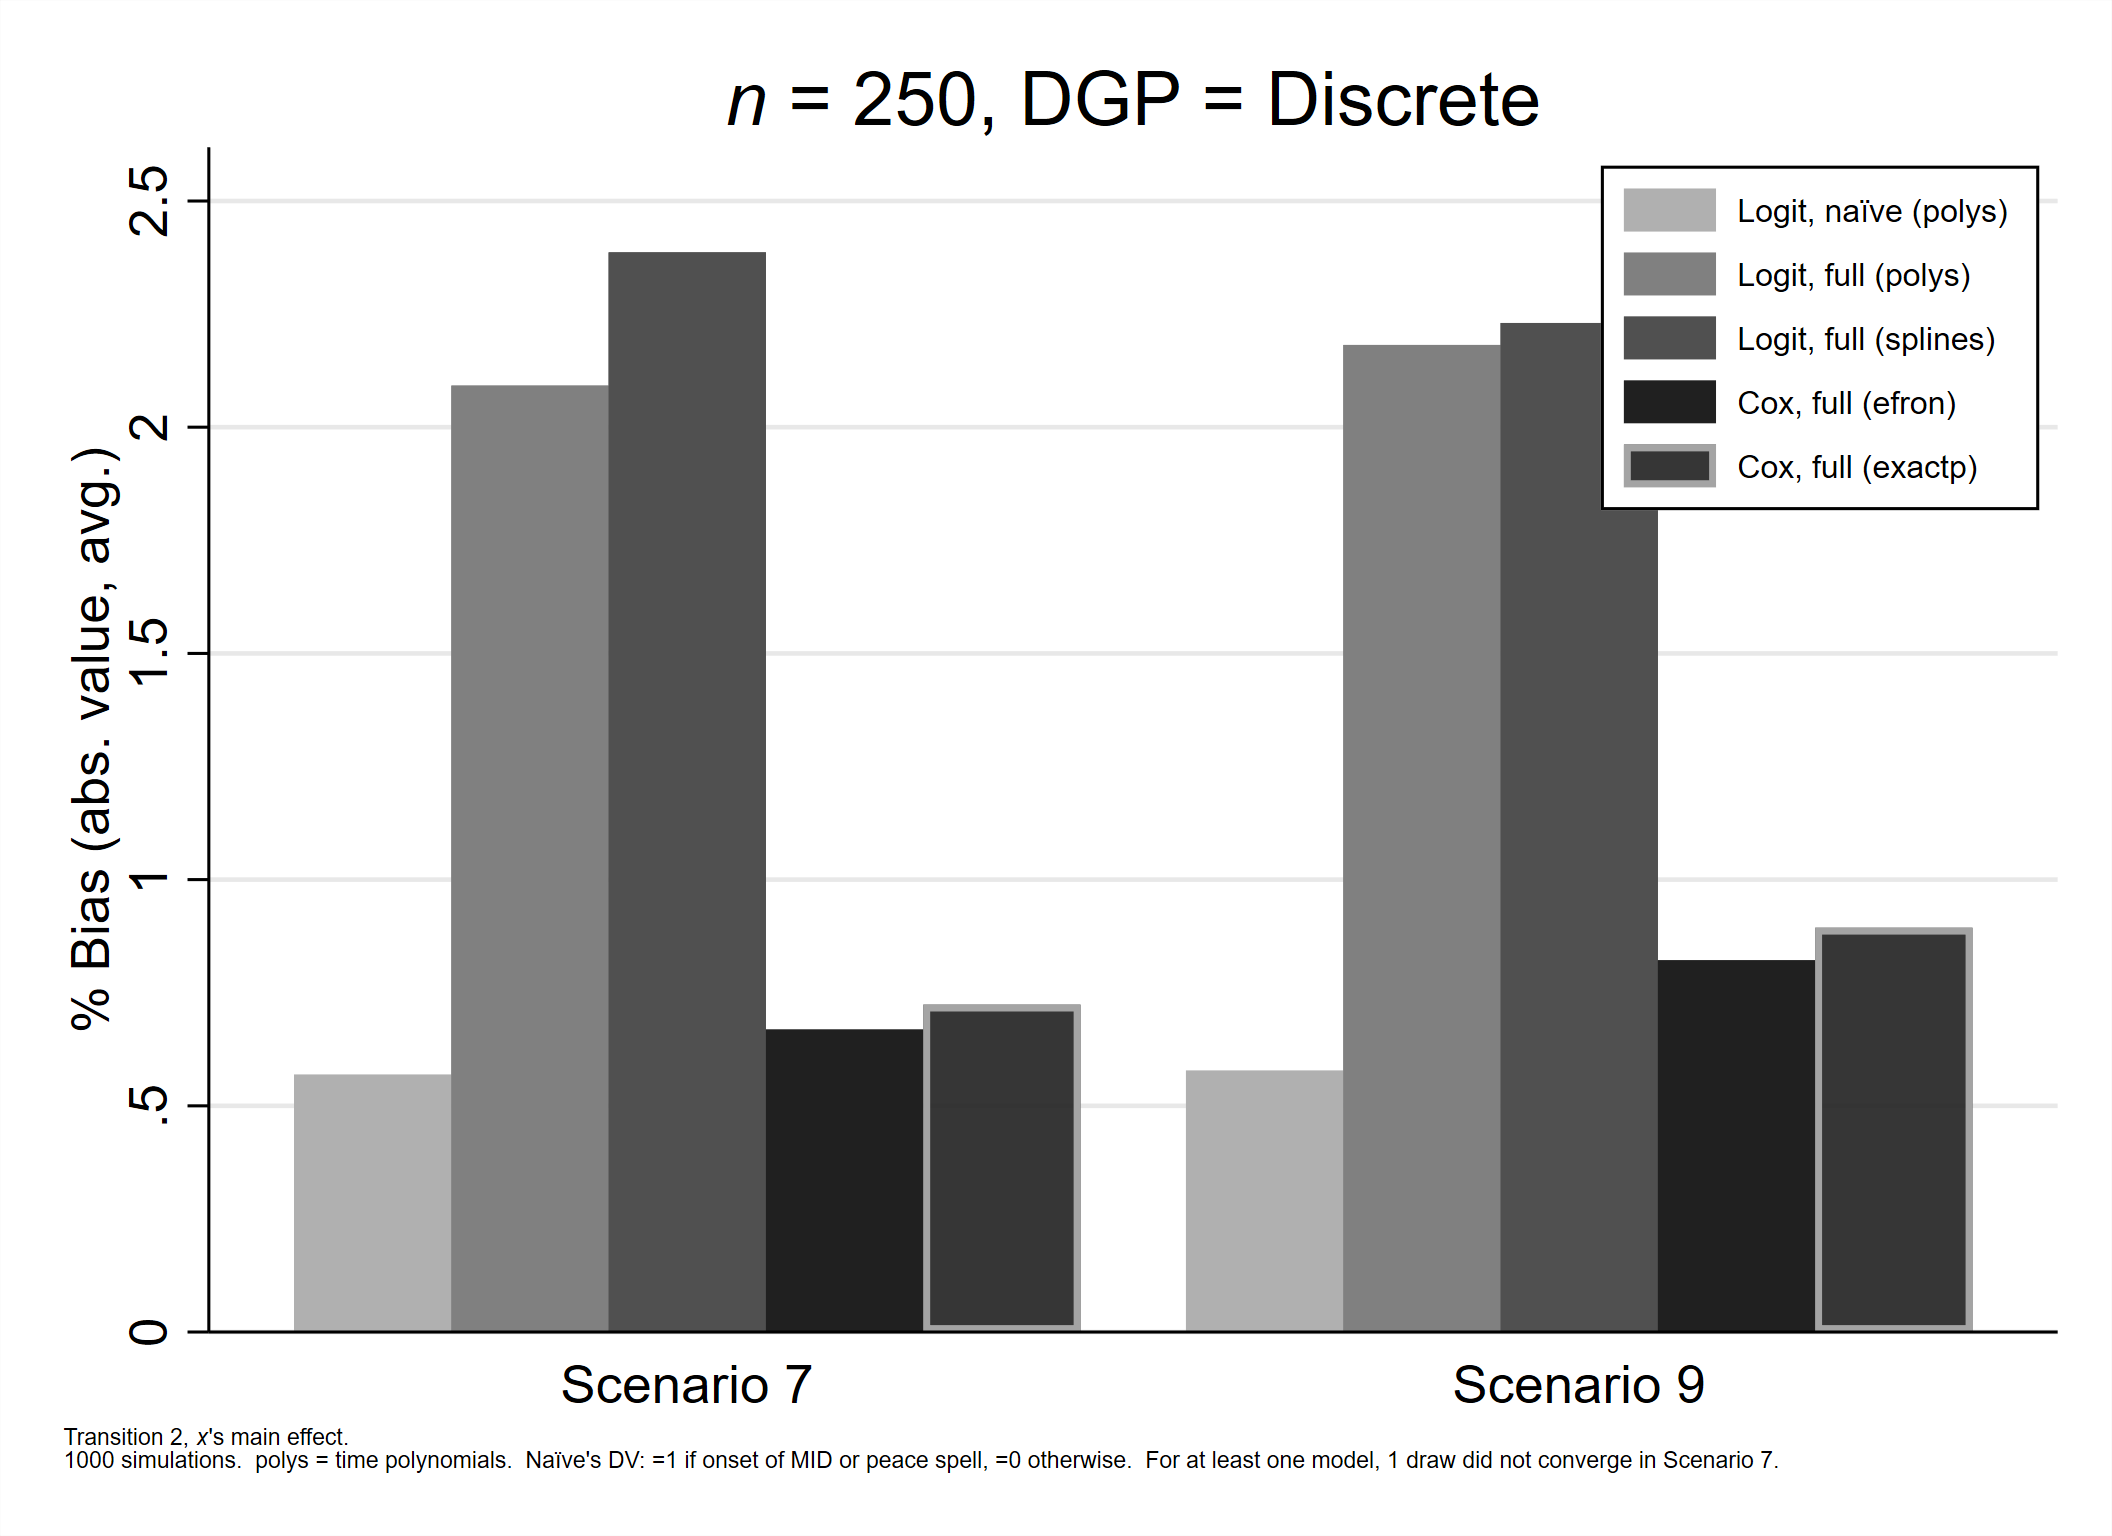 n = 250, DGP = Discrete
% Bias (abs. value, avg.)
2.5
2
1.5
1
.5
0
Logit, naïve (polys)
Logit, full (polys)
Logit, full (splines)
Cox, full (efron)
Cox, full (exactp)
Scenario 7
Scenario 9
Transition 2, x's main effect.
1000 simulations.  polys = time polynomials.  Naïve's DV: =1 if onset of MID or peace spell, =0 otherwise.  For at least one model, 1 draw did not converge in Scenario 7.